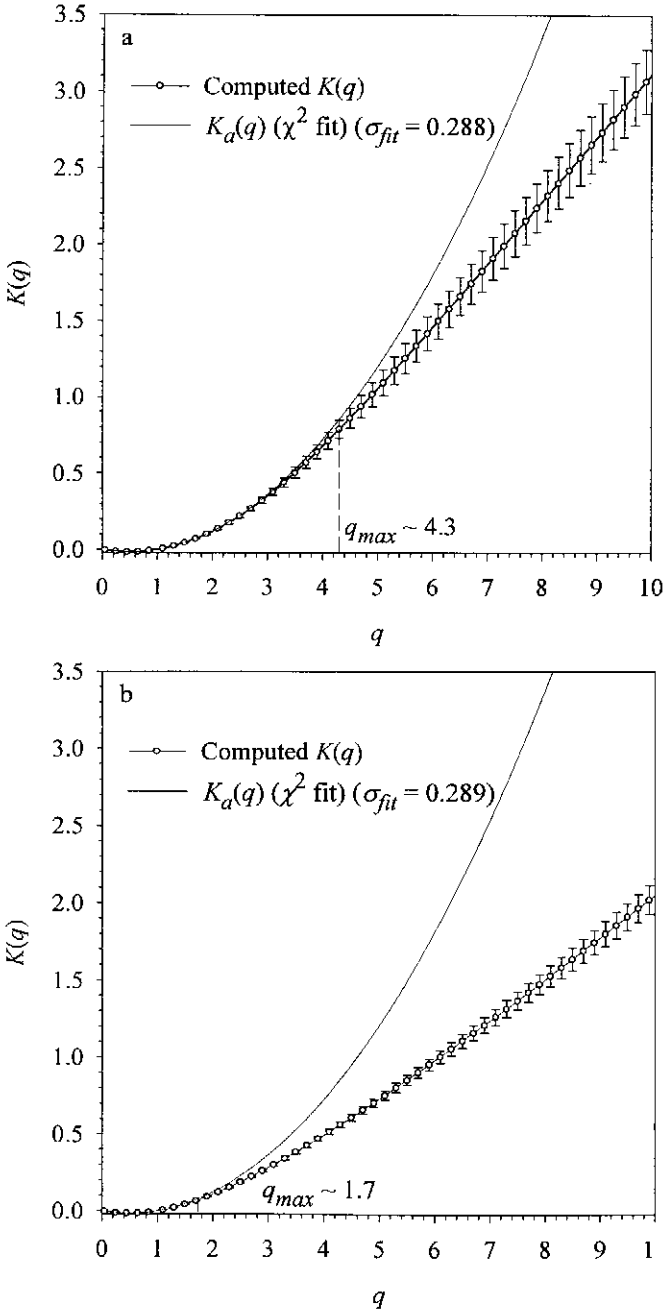 3.5
a
Computed K(q)
3.0
K_a(q) (χ² fit) (σ_fit = 0.288)
2.5
2.0
K(q)
1.5
1.0
0.5
q_max ~ 4.3
0.0
0 1 2 3 4 5 6 7 8 9 10
q
3.5
b
Computed K(q)
3.0
K_a(q) (χ² fit) (σ_fit = 0.289)
2.5
2.0
K(q)
1.5
1.0
0.5
q_max ~ 1.7
0.0
0 1 2 3 4 5 6 7 8 9 1
q